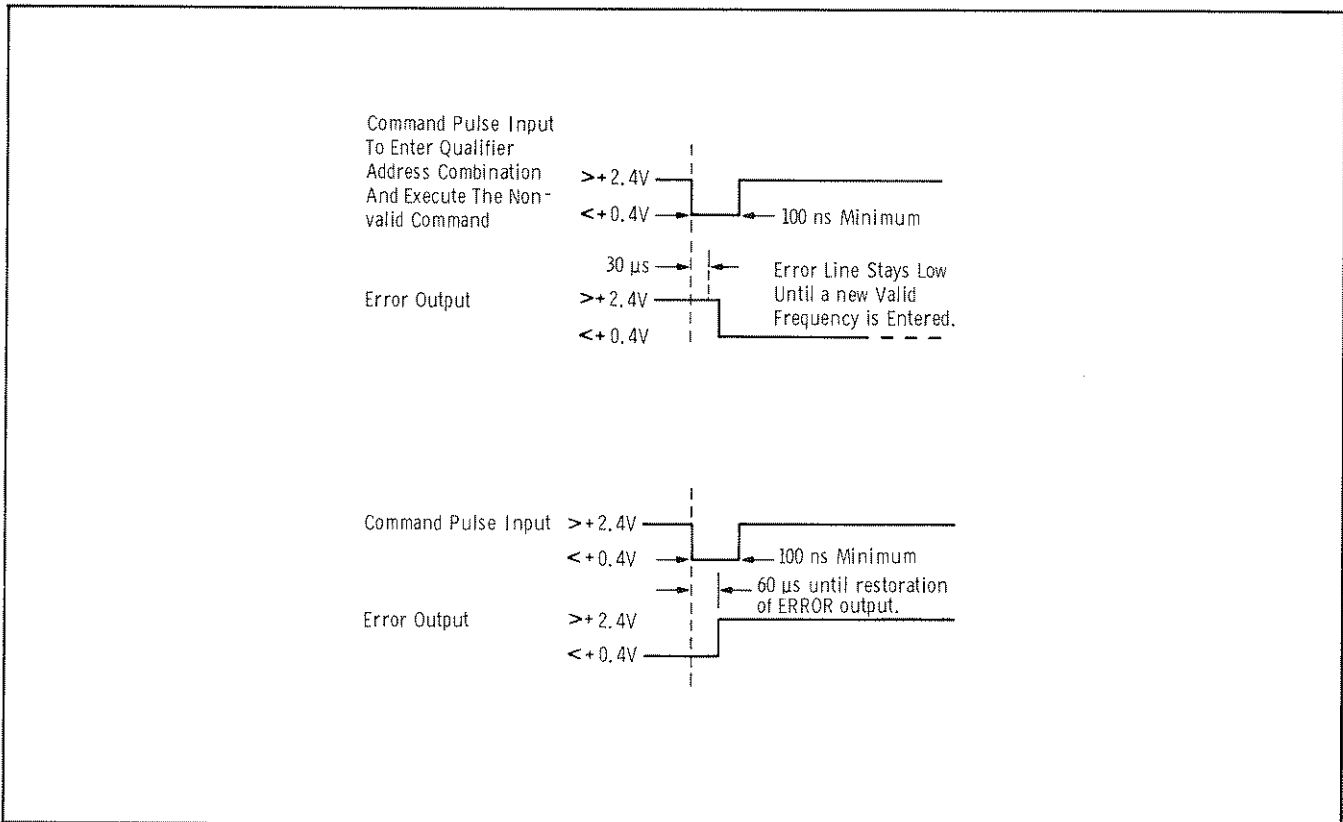 Command Pulse Input
To Enter Qualifier
Address Combination
And Execute The Non-
valid Command
>+2.4V
<+0.4V
100 ns Minimum
30 µs
Error Line Stays Low
Until a new Valid
Frequency is Entered.
Error Output
>+2.4V
<+0.4V
Command Pulse Input
>+2.4V
<+0.4V
100 ns Minimum
60 µs until restoration
of ERROR output.
Error Output
>+2.4V
<+0.4V